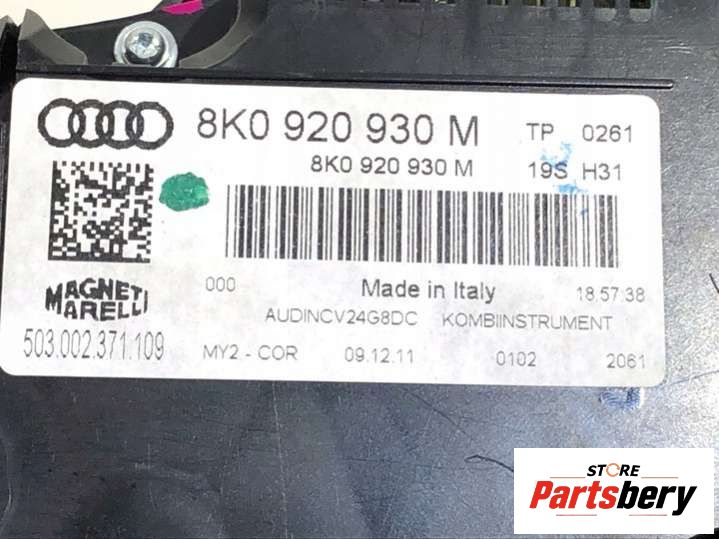 8K0 920 930 M TP 0261
8K0 920 930 M 19S H31
MAGNETI
MARELLI
000 Made in Italy 18.57:38
AUDINCV24G8DC KOMBIINSTRUMENT
503.002.371.109
MY2 - COR 09.12.11 0102 2061
STORE
Partsbery